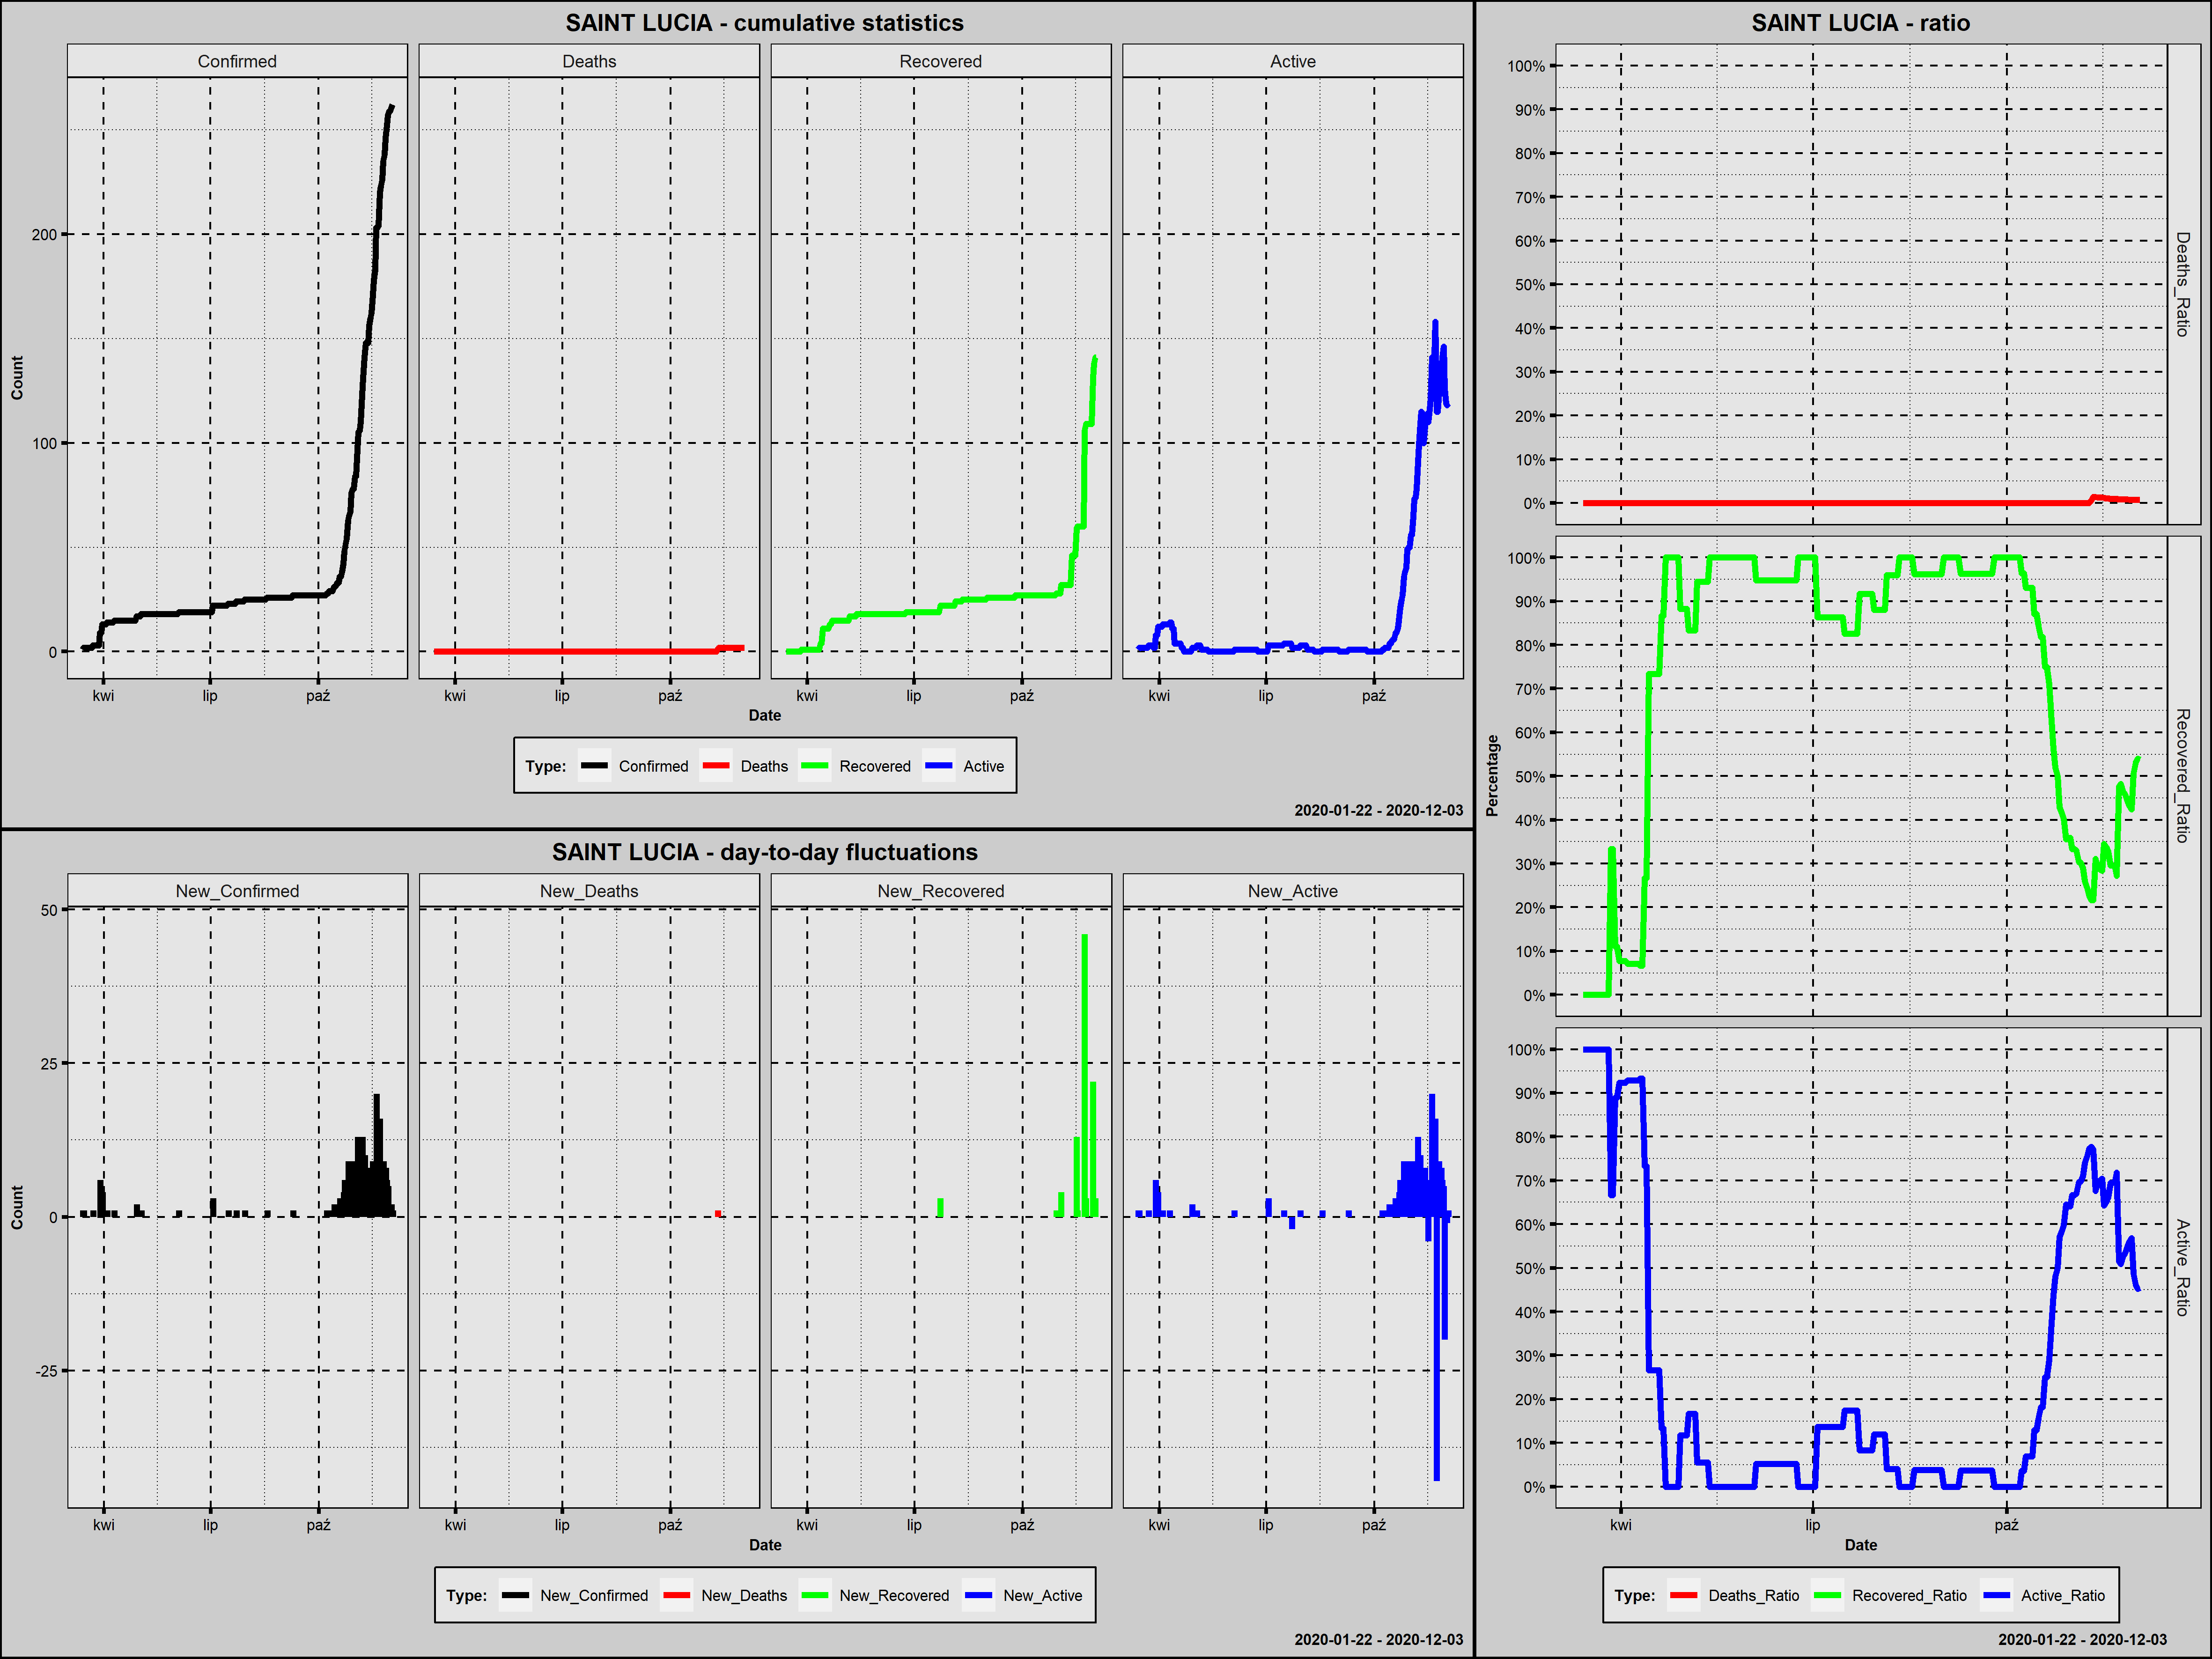 SAINT LUCIA - cumulative statistics
Confirmed Deaths Recovered Active
Count
200
100
0
kwi lip paź kwi lip paź kwi lip paź kwi lip paź
Date
Type: Confirmed Deaths Recovered Active
2020-01-22 - 2020-12-03
SAINT LUCIA - day-to-day fluctuations
New_Confirmed New_Deaths New_Recovered New_Active
Count
50
25
0
-25
kwi lip paź kwi lip paź kwi lip paź kwi lip paź
Date
Type: New_Confirmed New_Deaths New_Recovered New_Active
2020-01-22 - 2020-12-03
SAINT LUCIA - ratio
Percentage
100%
90%
80%
70%
60%
50%
40%
30%
20%
10%
0%
Deaths_Ratio
100%
90%
80%
70%
60%
50%
40%
30%
20%
10%
0%
Recovered_Ratio
100%
90%
80%
70%
60%
50%
40%
30%
20%
10%
0%
Active_Ratio
kwi lip paź
Date
Type: Deaths_Ratio Recovered_Ratio Active_Ratio
2020-01-22 - 2020-12-03